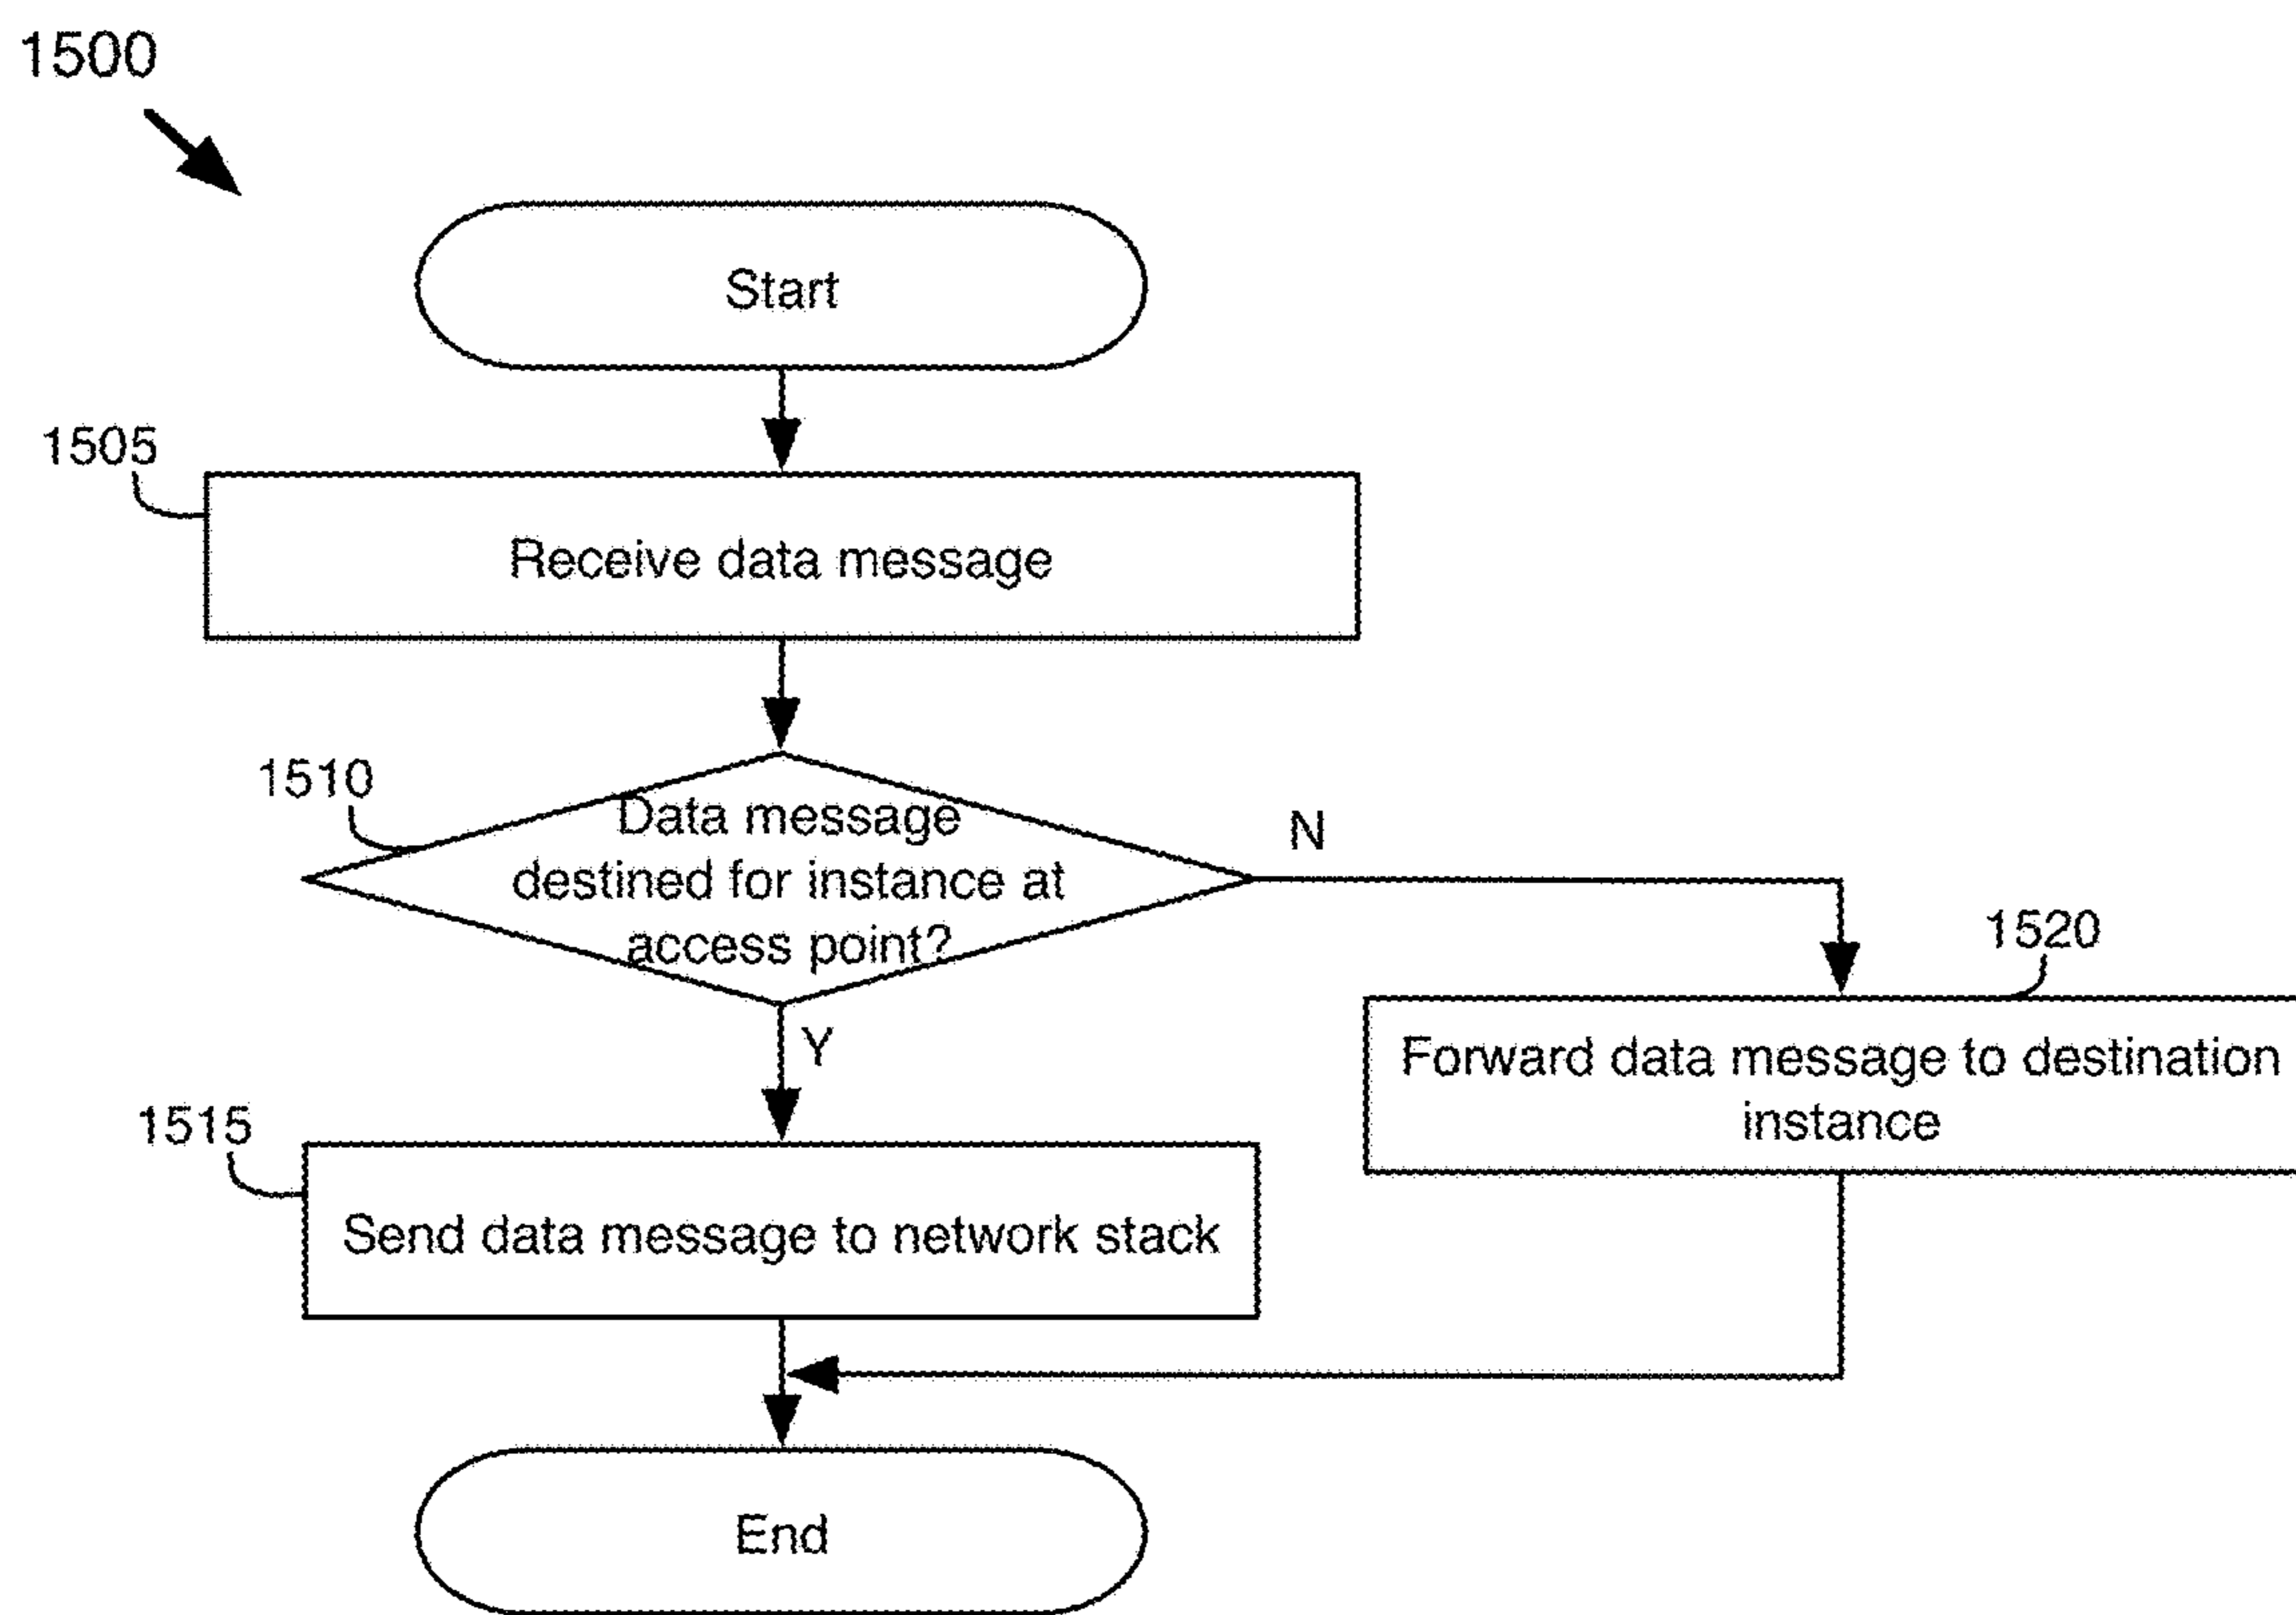 1500
Start
1505
Receive data message
1510
Data message
destined for instance at
access point?
N
Y
1520
Forward data message to destination
instance
1515
Send data message to network stack
End